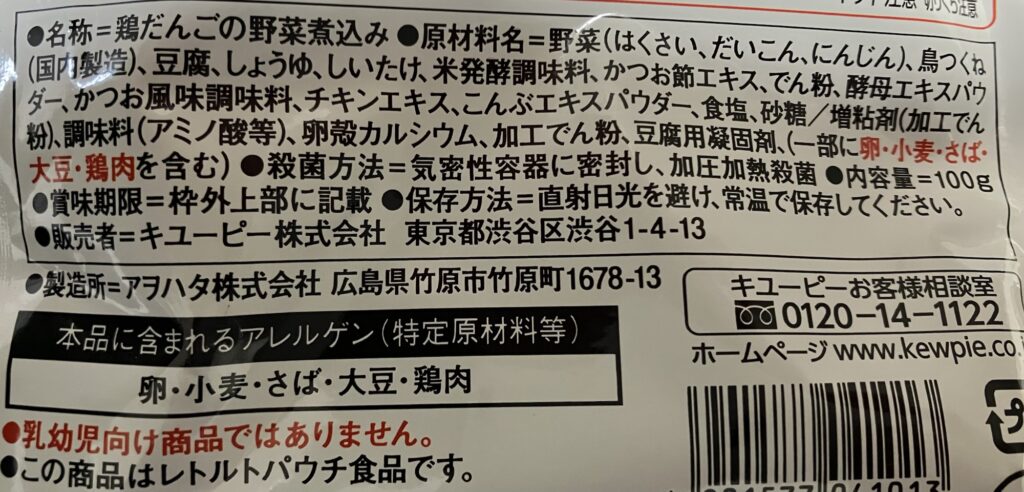 切り口注意
●名称=鶏だんごの野菜煮込み ●原材料名=野菜(はくさい、だいこん、にんじん)、鳥つくね
(国内製造)、豆腐、しょうゆ、しいたけ、米発酵調味料、かつお節エキス、でん粉、酵母エキスパウ
ダー、かつお風味調味料、チキンエキス、こんぶエキスパウダー、食塩、砂糖/増粘剤(加工でん
粉)、調味料(アミノ酸等)、卵殻カルシウム、加工でん粉、豆腐用凝固剤、(一部に卵・小麦・さば・
大豆・鶏肉を含む) ●殺菌方法=気密性容器に密封し、加圧加熱殺菌 ●内容量=100g
●賞味期限=枠外上部に記載 ●保存方法=直射日光を避け、常温で保存してください。
●販売者=キユーピー株式会社 東京都渋谷区渋谷1-4-13
●製造所=アヲハタ株式会社 広島県竹原市竹原町1678-13
本品に含まれるアレルゲン(特定原材料等)
卵・小麦・さば・大豆・鶏肉
●乳幼児向け商品ではありません。
●この商品はレトルトパウチ食品です。
キユーピーお客様相談室
0120-14-1122
ホームページ www.kewpie.co.j
プ